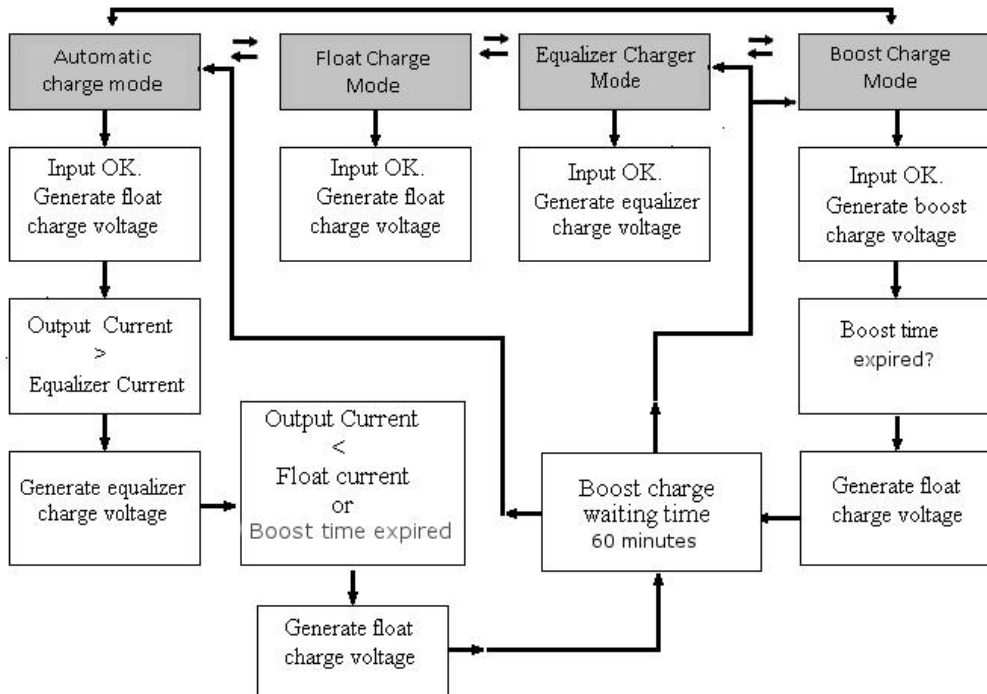 Automatic
charge mode
Float Charge
Mode
Equalizer Charger
Mode
Boost Charge
Mode
Input OK.
Generate float
charge voltage
Input OK.
Generate float
charge voltage
Input OK.
Generate equalizer
charge voltage
Input OK.
Generate boost
charge voltage
Output Current
>
Equalizer Current
Boost time
expired?
Generate equalizer
charge voltage
Output Current
<
Float current
or
Boost time expired
Boost charge
waiting time
60 minutes
Generate float
charge voltage
Generate float
charge voltage